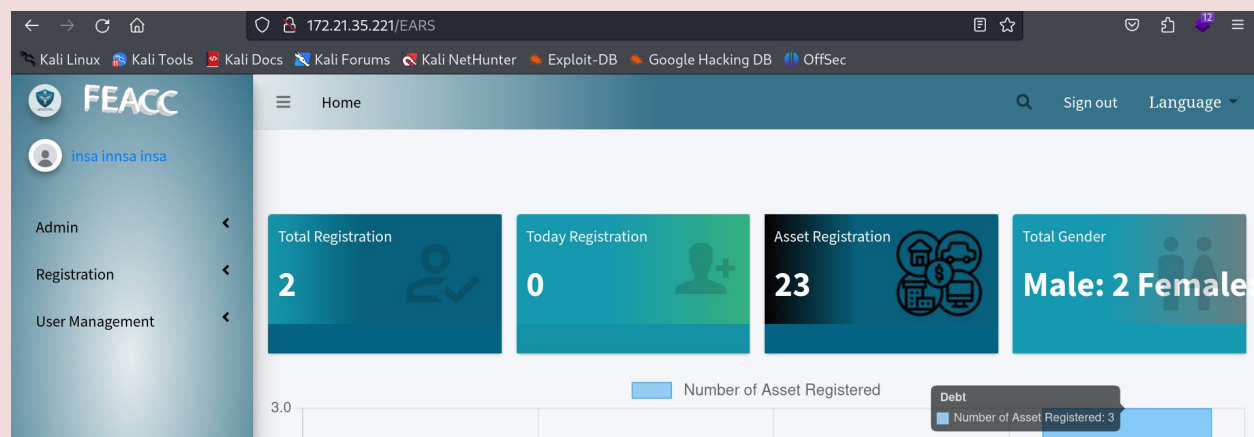 172.21.35.221/EARS
12
Kali Linux Kali Tools Kali Docs Kali Forums Kali NetHunter Exploit-DB Google Hacking DB OffSec
FEACC
Home
Sign out Language
insa innsa insa
Admin
Registration
User Management
Total Registration
2
Today Registration
0
Asset Registration
23
Total Gender
Male: 2 Female:
Number of Asset Registered
3.0
Debt
Number of Asset Registered: 3